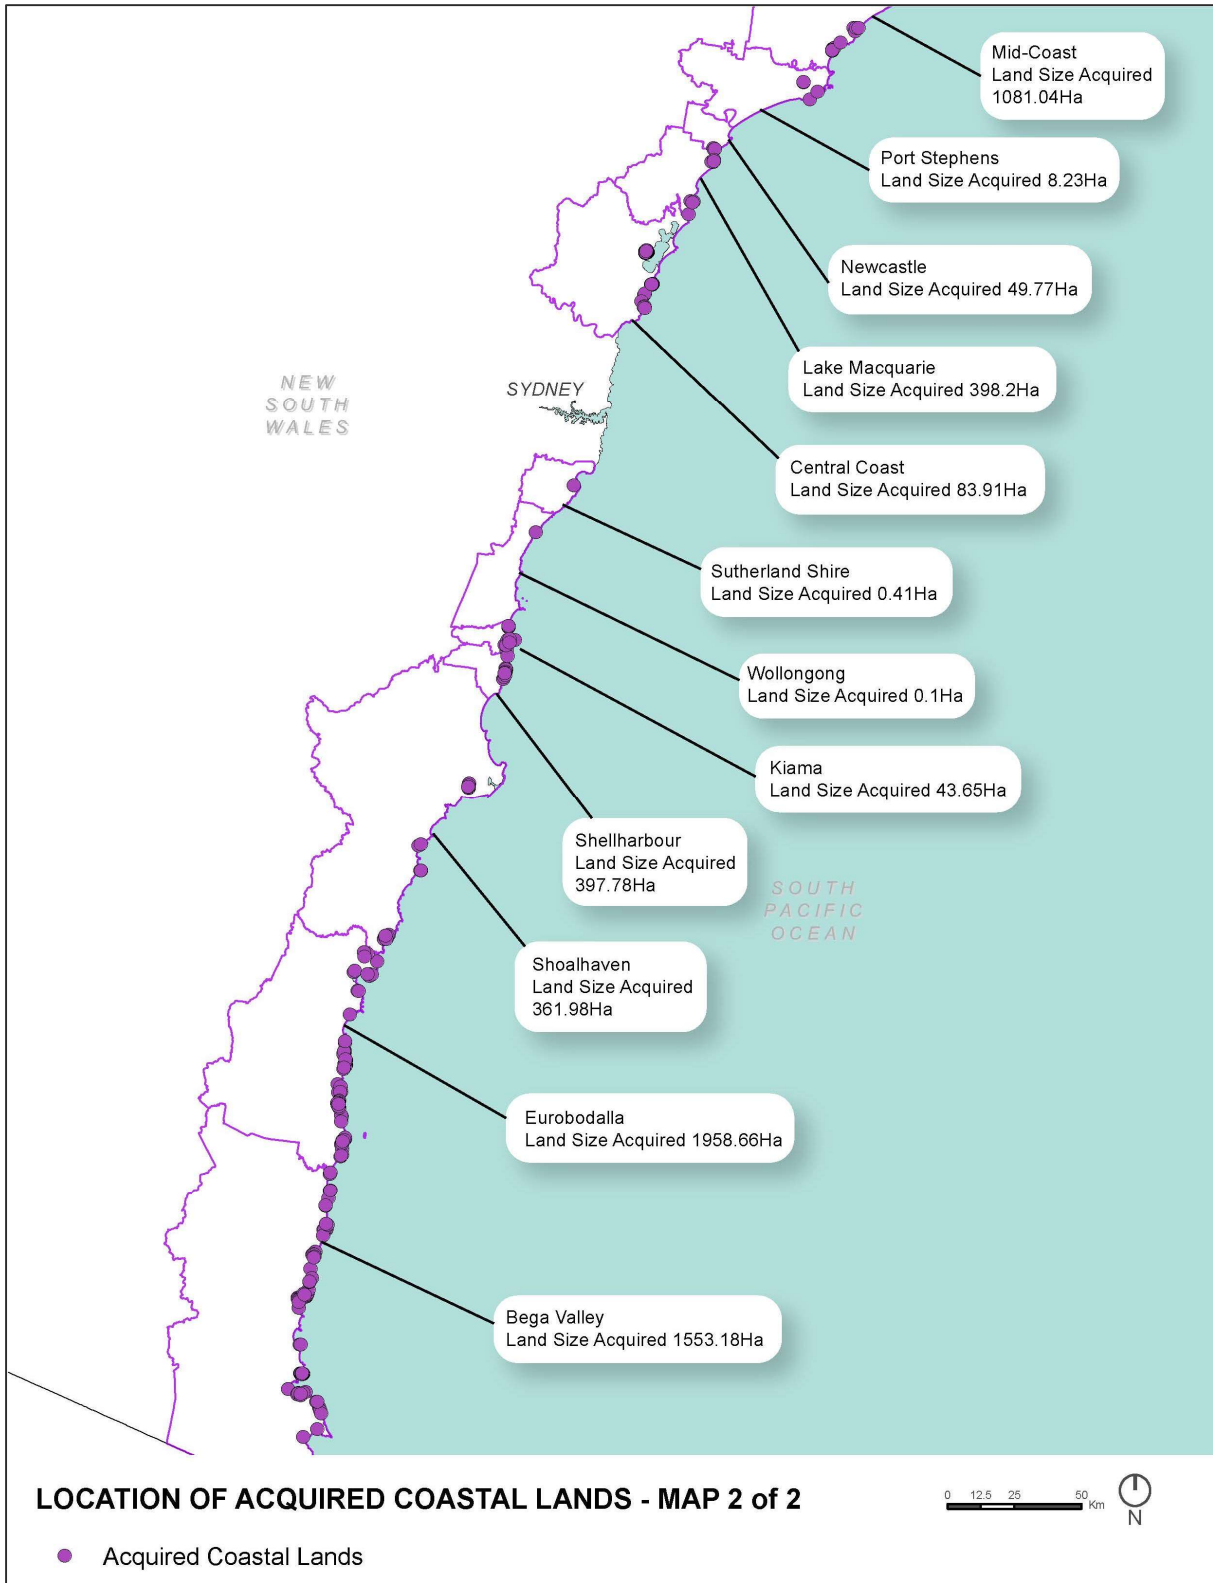 Mid-Coast
Land Size Acquired
1081.04Ha
Port Stephens
Land Size Acquired 8.23Ha
Newcastle
Land Size Acquired 49.77Ha
Lake Macquarie
Land Size Acquired 398.2Ha
NEW
SOUTH
WALES
SYDNEY
Central Coast
Land Size Acquired 83.91Ha
Sutherland Shire
Land Size Acquired 0.41Ha
Wollongong
Land Size Acquired 0.1Ha
Kiama
Land Size Acquired 43.65Ha
Shellharbour
Land Size Acquired
397.78Ha
SOUTH
PACIFIC
OCEAN
Shoalhaven
Land Size Acquired
361.98Ha
Eurobodalla
Land Size Acquired 1958.66Ha
Bega Valley
Land Size Acquired 1553.18Ha
LOCATION OF ACQUIRED COASTAL LANDS - MAP 2 of 2
0 12.5 25 50 Km
N
Acquired Coastal Lands